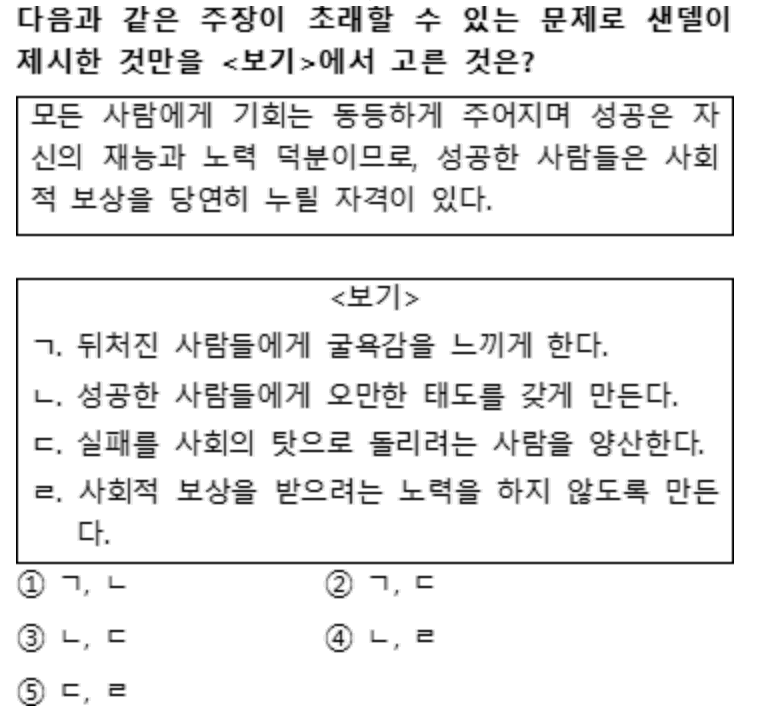 다음과 같은 주장이 초래할 수 있는 문제로 샌델이
제시한 것만을 <보기>에서 고른 것은?
모든 사람에게 기회는 동등하게 주어지며 성공은 자
신의 재능과 노력 덕분이므로, 성공한 사람들은 사회
적 보상을 당연히 누릴 자격이 있다.
<보기>
ㄱ. 뒤처진 사람들에게 굴욕감을 느끼게 한다.
ㄴ. 성공한 사람들에게 오만한 태도를 갖게 만든다.
ㄷ. 실패를 사회의 탓으로 돌리려는 사람을 양산한다.
ㄹ. 사회적 보상을 받으려는 노력을 하지 않도록 만든
다.
① ㄱ, ㄴ ② ㄱ, ㄷ
③ ㄴ, ㄷ ④ ㄴ, ㄹ
⑤ ㄷ, ㄹ